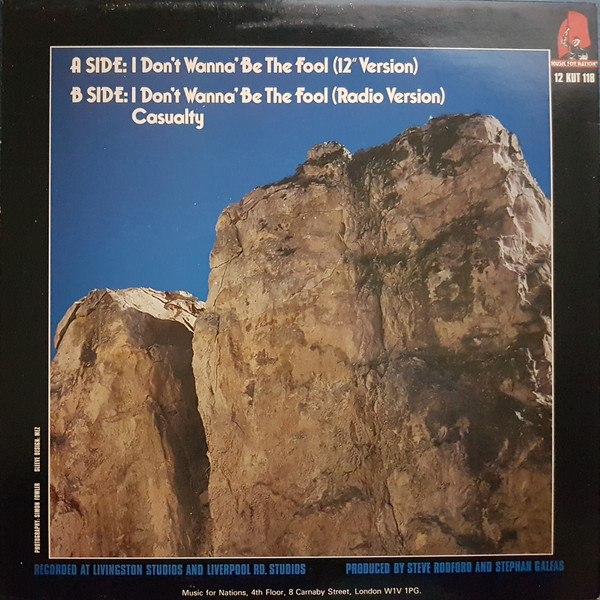 A SIDE: I Don't Wanna' Be The Fool (12" Version)
B SIDE: I Don't Wanna' Be The Fool (Radio Version)
Casualty
MUSIC FOR NATIONS
12 KUT 118
PHOTOGRAPHY: SIMON FOWLER SLEEVE DESIGN: MEZ
RECORDED AT LIVINGSTON STUDIOS AND LIVERPOOL RD. STUDIOS PRODUCED BY STEVE RODFORD AND STEPHAN GALFAS
Music for Nations, 4th Floor, 8 Carnaby Street, London W1V 1PG.